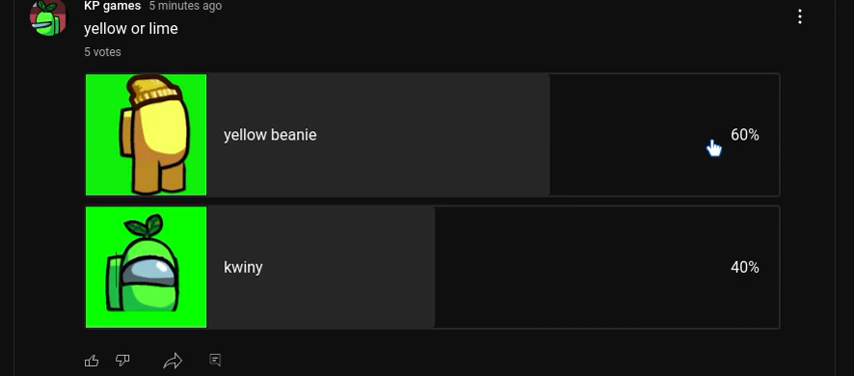 KP games 5 minutes ago
yellow or lime
5 votes
yellow beanie 60%
kwiny 40%